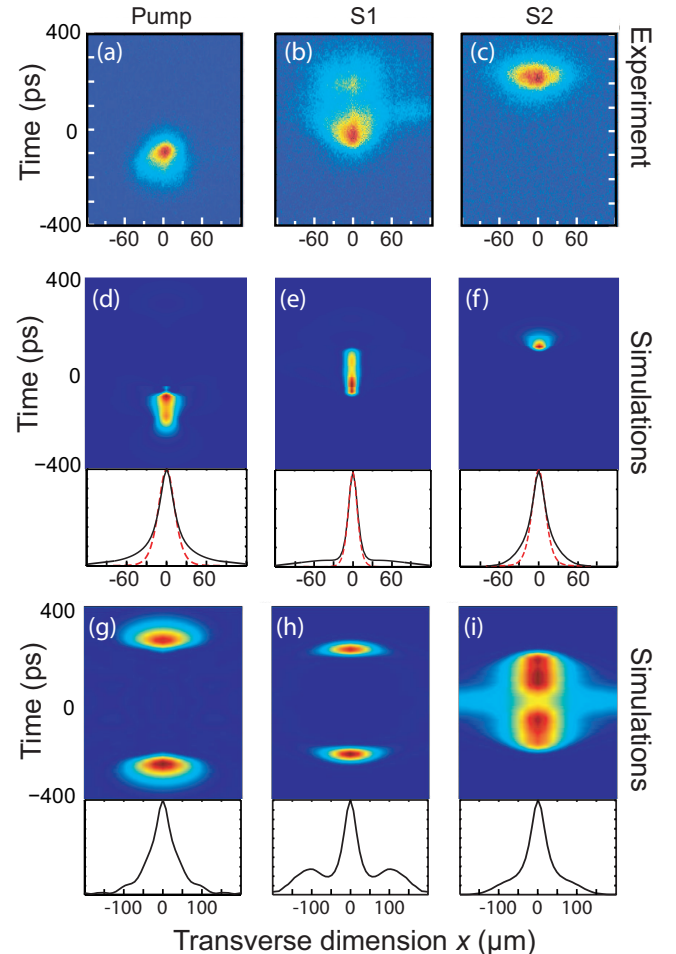 Pump S1 S2
(a) (b) (c)
400
0
-400
Time (ps)
Experiment
-60 0 60 -60 0 60 -60 0 60
(d) (e) (f)
400
0
−400
Time (ps)
Simulations
-60 0 60 -60 0 60 -60 0 60
(g) (h) (i)
400
0
−400
Time (ps)
Simulations
-100 0 100 -100 0 100 -100 0 100
Transverse dimension x (µm)